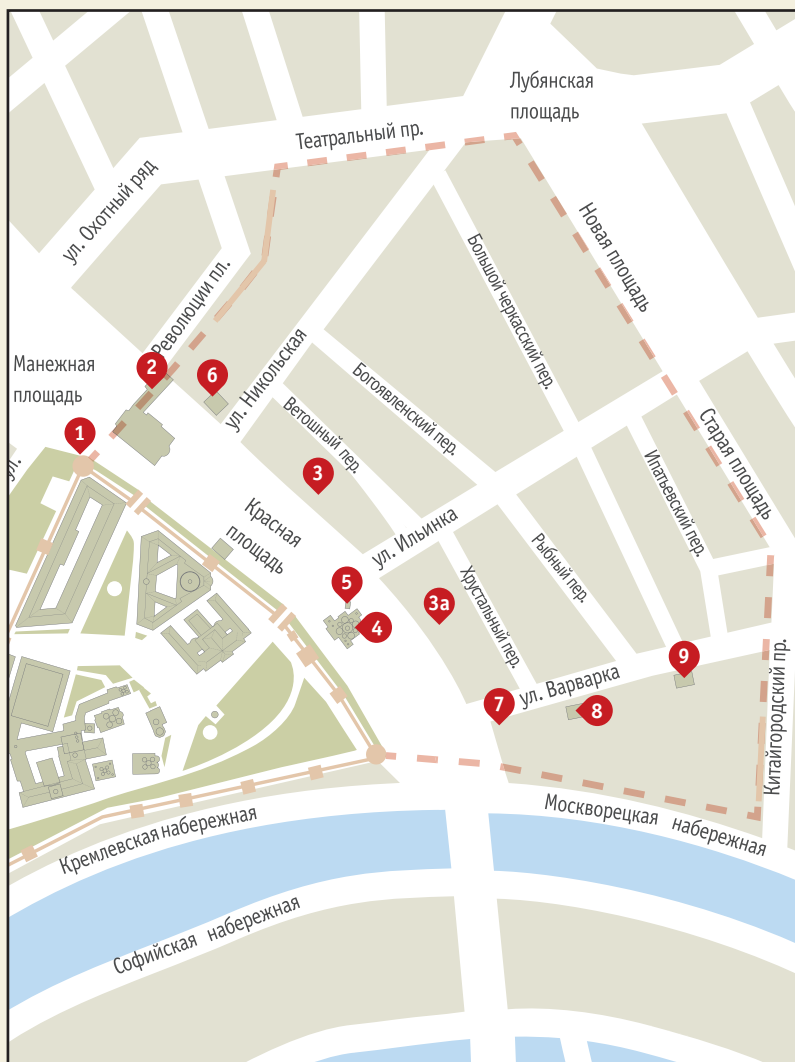 Лубянская
площадь
Театральный пр.
ул. Охотный ряд
Новая площадь
Большой черкасский пер.
Революции пл.
2
6
Манежная
площадь
ул. Никольская
Богоявленский пер.
Ветошный пер.
1
3
ул.
Старая площадь
Ипатьевский пер.
Красная
площадь
ул. Ильинка
Рыбный пер.
Хрустальный пер.
5
3а
4
9
ул. Варварка
7
8
Китайгородский пр.
Москворецкая набережная
Кремлевская набережная
Софийская набережная